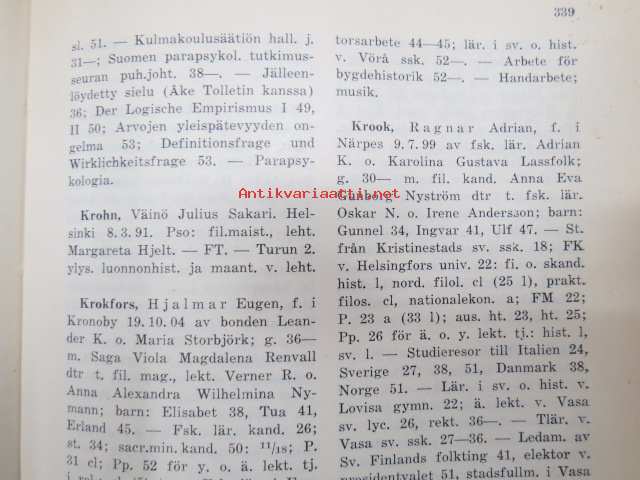 339
sl. 51. — Kulmakoulusäätiön hall. j.
31—; Suomen parapsykol. tutkimus-
seuran puh.joht. 38—. — Jälleen-
löydetty sielu (Åke Tolletin kanssa)
36; Der Logische Empirismus I 49,
II 50; Arvojen yleispätevyyden on-
gelma 53; Definitionsfrage und
Wirklichkeitsfrage 53. — Parapsy-
kologia.
Krohn, Väinö Julius Sakari. Hel-
sinki 8.3.91. Pso: fil.maist., leht.
Margareta Hjelt. — FT. — Turun 2.
ylys. luonnonhist. ja maant. v. leht.
Krokfors, Hjalmar Eugen, f. i
Kronoby 19.10.04 av bonden Lean-
der K. o. Maria Storbjörk; g. 36—
m. Saga Viola Magdalena Renvall
dtr t. fil. mag., lekt. Verner R. o.
Anna Alexandra Wilhelmina Ny-
mann; barn: Elisabet 38, Tua 41,
Erland 45. — Fsk. lär. kand. 26;
st. 34; sacr.min.kand. 50: 11/18; P.
31 cl; Pp. 52 för y. o. ä. lekt. tj.
torsarbete 44—45; lär. i sv. o. hist.
v. Vörå ssk. 52—. — Arbete för
bygdehistorik 52—. — Handarbete;
musik.
Krook, Ragnar Adrian, f. i
Närpes 9.7.99 av fsk. lär. Adrian
K. o. Karolina Gustava Lassfolk;
g. 30— m. fil. kand. Anna Eva
Gunborg Nyström dtr t. fsk. lär.
Oskar N. o. Irene Andersson; barn:
Gunnel 34, Ingvar 41, Ulf 47. — St.
från Kristinestads sv. ssk. 18; FK
v. Helsingfors univ. 22: fi. o. skand.
hist. l, nord. filol. cl (25 l), prakt.
filos. cl, nationalekon. a; FM 22;
P. 23 a (33 l); aus. ht. 23, ht. 25;
Pp. 26 för ä. o. y. lekt. tj.: hist. l,
sv. l. — Studieresor till Italien 24,
Sverige 27, 38, 51, Danmark 38,
Norge 51. — Lär. i sv. o. hist. v.
Lovisa gymn. 22; ä. lekt. v. Vasa
sv. lyc. 26, rekt. 36—. — Tlär. v.
Vasa sv. ssk. 27—36. — Ledam. av
Sv. Finlands folkting 41, elektor v.
presidentvalet 51, stadsfullm. i Vasa
Antikvariaatti.net